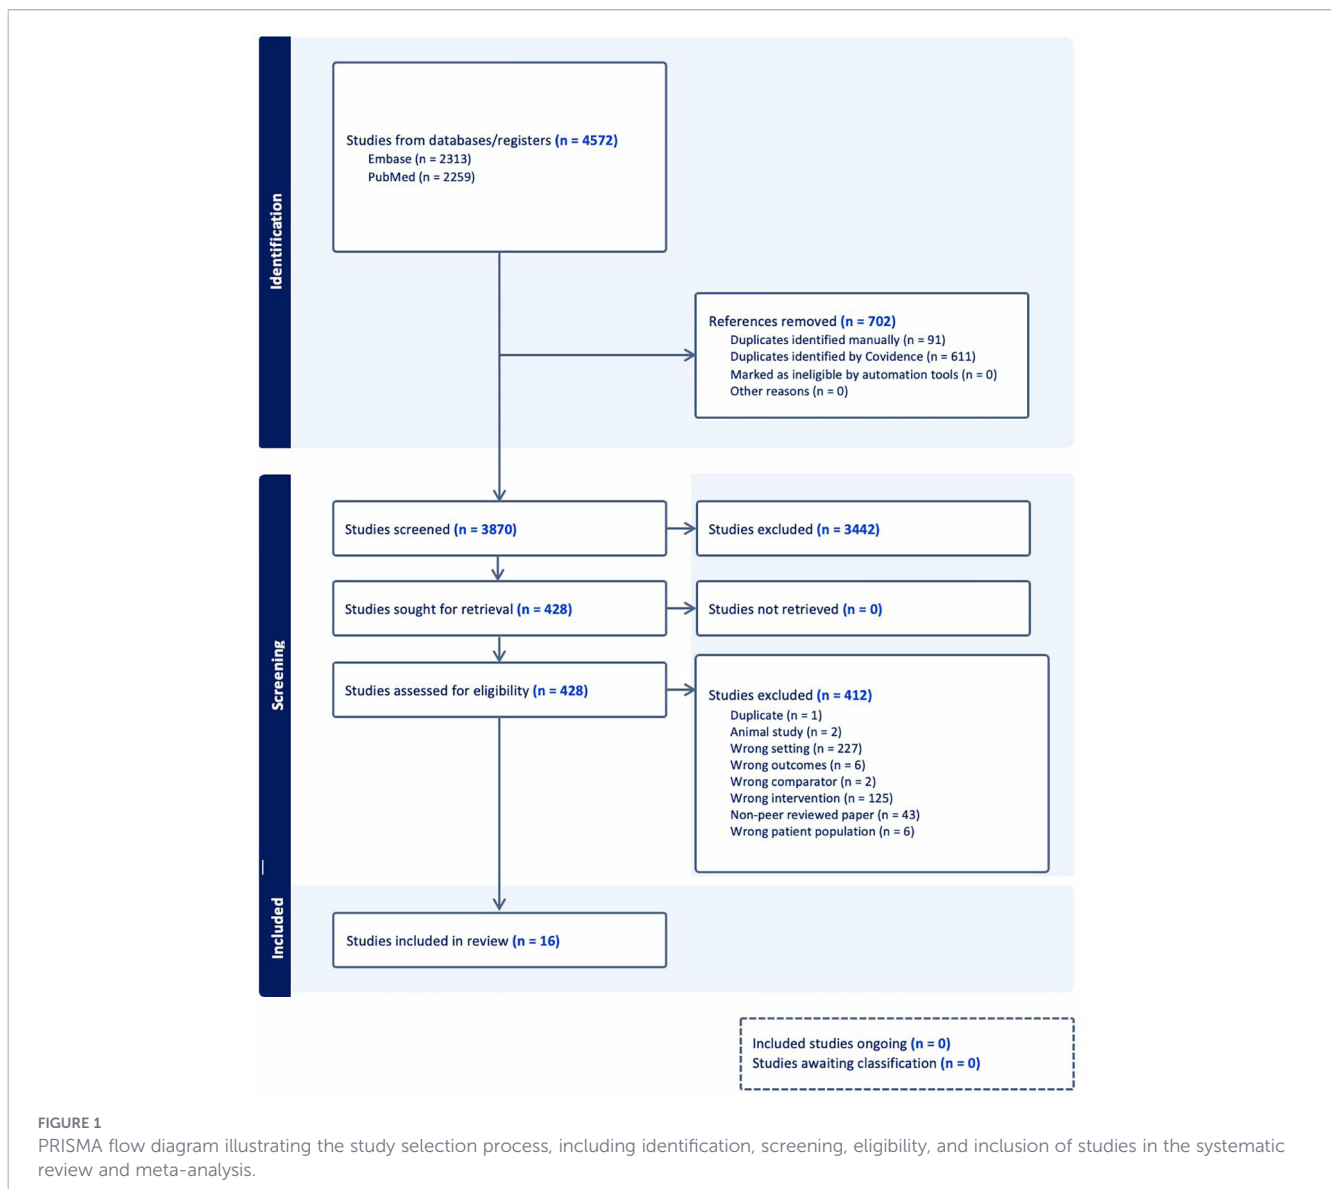 Identification
Studies from databases/registers (n = 4572)
Embase (n = 2313)
PubMed (n = 2259)
References removed (n = 702)
Duplicates identified manually (n = 91)
Duplicates identified by Covidence (n = 611)
Marked as ineligible by automation tools (n = 0)
Other reasons (n = 0)
Screening
Studies screened (n = 3870)
Studies excluded (n = 3442)
Studies sought for retrieval (n = 428)
Studies not retrieved (n = 0)
Studies assessed for eligibility (n = 428)
Studies excluded (n = 412)
Duplicate (n = 1)
Animal study (n = 2)
Wrong setting (n = 227)
Wrong outcomes (n = 6)
Wrong comparator (n = 2)
Wrong intervention (n = 125)
Non-peer reviewed paper (n = 43)
Wrong patient population (n = 6)
Included
Studies included in review (n = 16)
Included studies ongoing (n = 0)
Studies awaiting classification (n = 0)
FIGURE 1
PRISMA flow diagram illustrating the study selection process, including identification, screening, eligibility, and inclusion of studies in the systematic
review and meta-analysis.